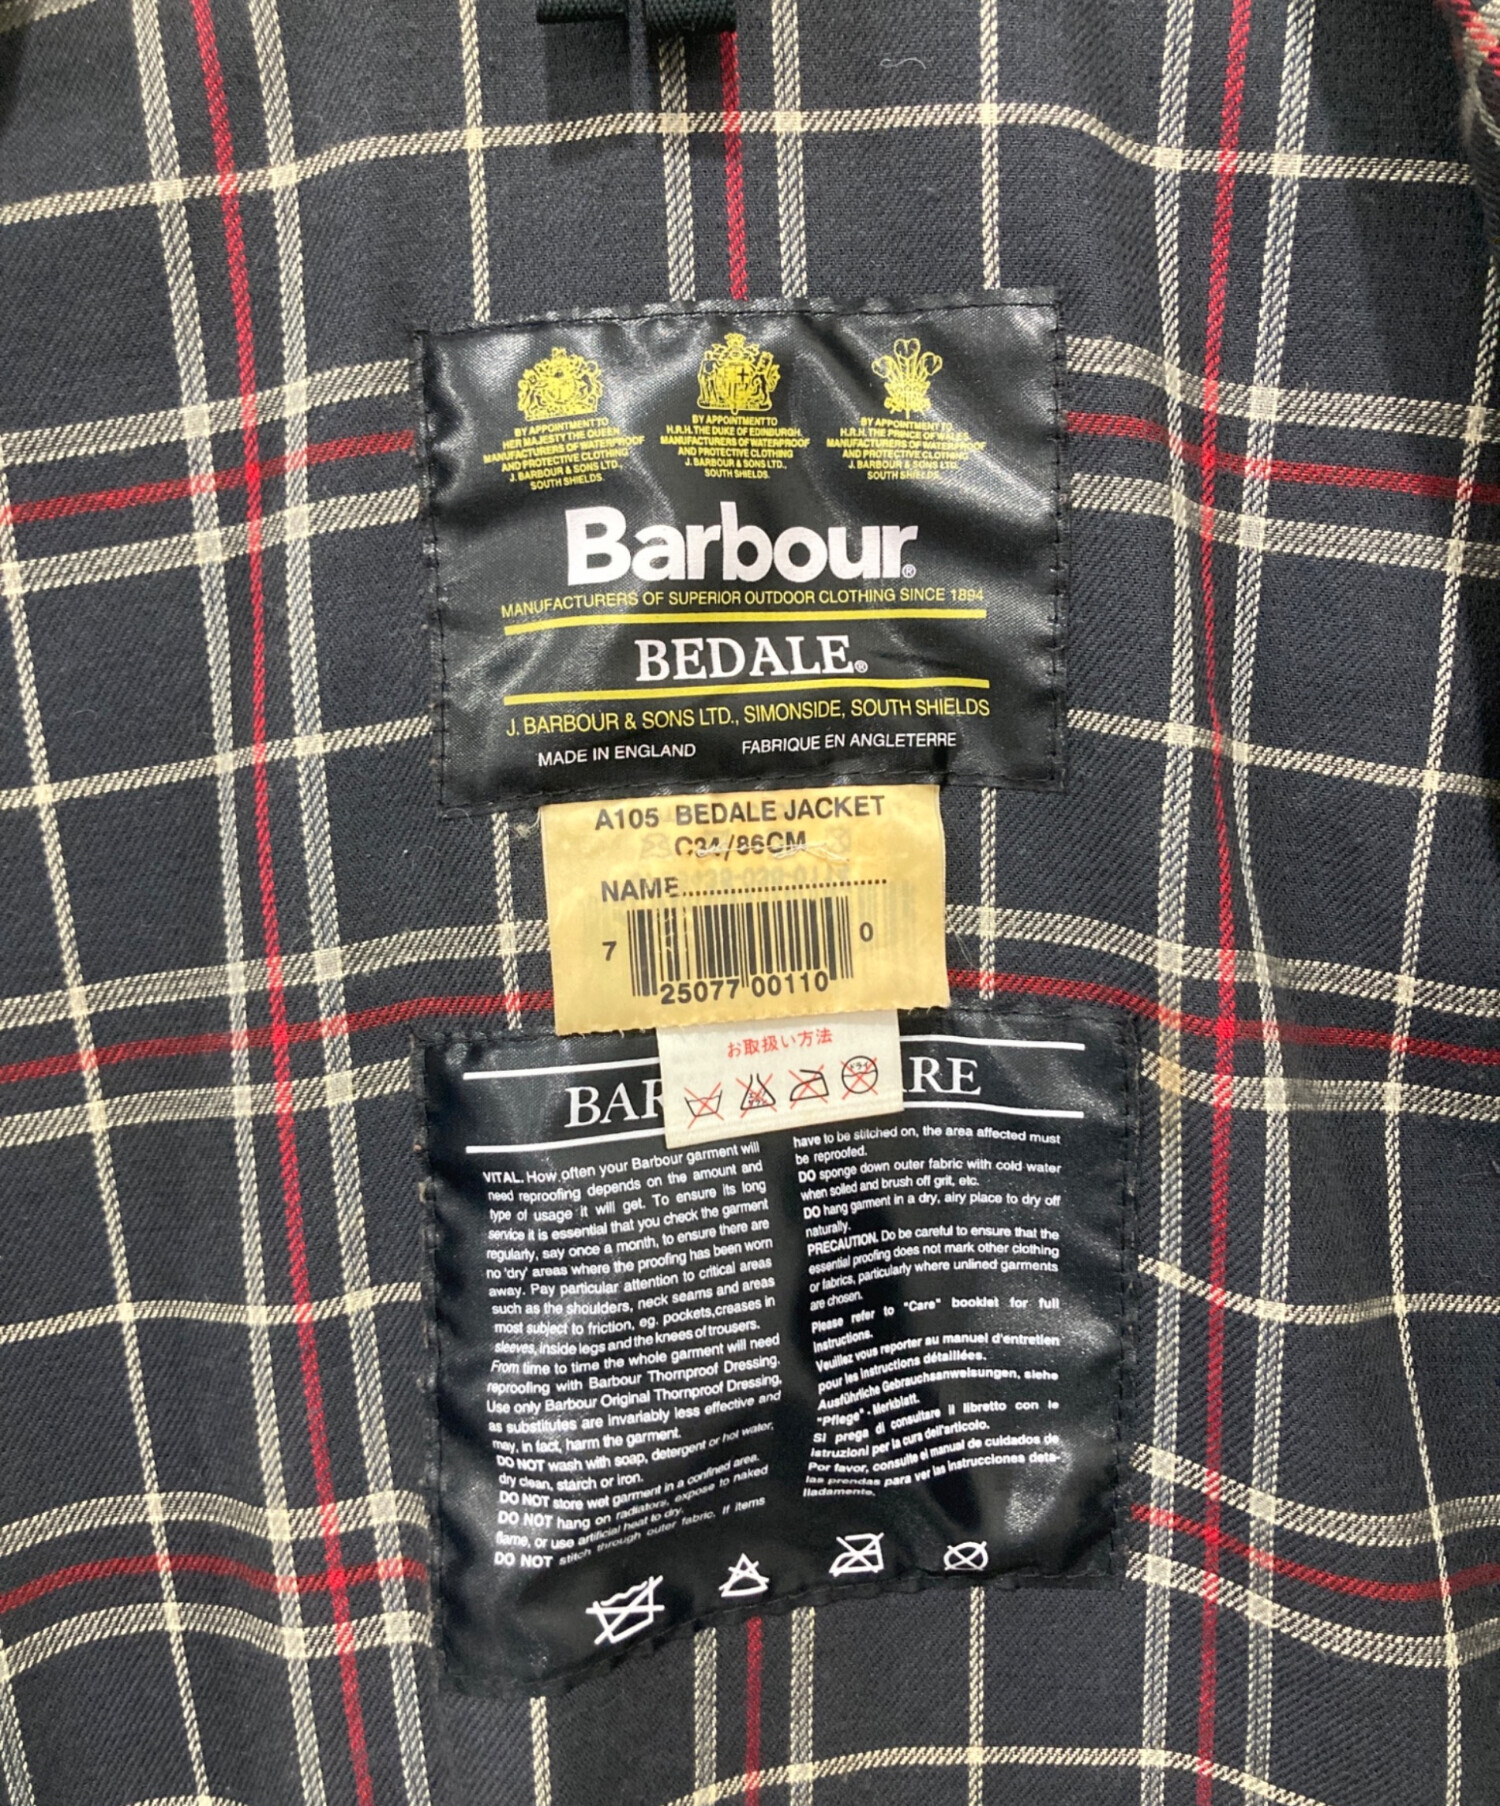 BY APPOINTMENT TO
HER MAJESTY THE QUEEN
MANUFACTURERS OF WATERPROOF
AND PROTECTIVE CLOTHING
J. BARBOUR & SONS LTD.,
SOUTH SHIELDS.
BY APPOINTMENT TO
H.R.H. THE DUKE OF EDINBURGH.
MANUFACTURERS OF WATERPROOF
AND PROTECTIVE CLOTHING
J. BARBOUR & SONS LTD.,
SOUTH SHIELDS.
BY APPOINTMENT TO
H.R.H. THE PRINCE OF WALES
MANUFACTURERS OF WATERPROOF
AND PROTECTIVE CLOTHING
J. BARBOUR & SONS LTD.
SOUTH SHIELDS.
Barbour®
MANUFACTURERS OF SUPERIOR OUTDOOR CLOTHING SINCE 1894
BEDALE®
J. BARBOUR & SONS LTD., SIMONSIDE, SOUTH SHIELDS
MADE IN ENGLAND FABRIQUE EN ANGLETERRE
A105 BEDALE JACKET
C34/86CM
NAME..............................
7 25077 00110 0
お取扱い方法
BAR RE
VITAL. How often your Barbour garment will
need reproofing depends on the amount and
type of usage it will get. To ensure its long
service it is essential that you check the garment
regularly, say once a month, to ensure there are
no 'dry' areas where the proofing has been worn
away. Pay particular attention to critical areas
such as the shoulders, neck seams and areas
most subject to friction, eg. pockets,creases in
sleeves, inside legs and the knees of trousers.
From time to time the whole garment will need
reproofing with Barbour Thornproof Dressing.
Use only Barbour Original Thornproof Dressing,
as substitutes are invariably less effective and
may, in fact, harm the garment.
DO NOT wash with soap, detergent or hot water,
dry clean, starch or iron.
DO NOT store wet garment in a confined area.
DO NOT hang on radiators, expose to naked
flame, or use artificial heat to dry.
DO NOT stitch through outer fabric. If items
have to be stitched on, the area affected must
be reproofed.
DO sponge down outer fabric with cold water
when soiled and brush off grit, etc.
DO hang garment in a dry, airy place to dry off
naturally.
PRECAUTION. Do be careful to ensure that the
essential proofing does not mark other clothing
or fabrics, particularly where unlined garments
are chosen.
Please refer to "Care" booklet for full
instructions.
Veuillez vous reporter au manuel d'entretien
pour les instructions détaillées.
Ausführliche Gebrauchsanweisungen, siehe
"Pflege" - Merkblatt.
Si prega di consultare il libretto con le
istruzioni per la cura dell'articolo.
Por favor, consulte el manual de cuidados de
las prendas para ver las instrucciones deta-
lladamente.